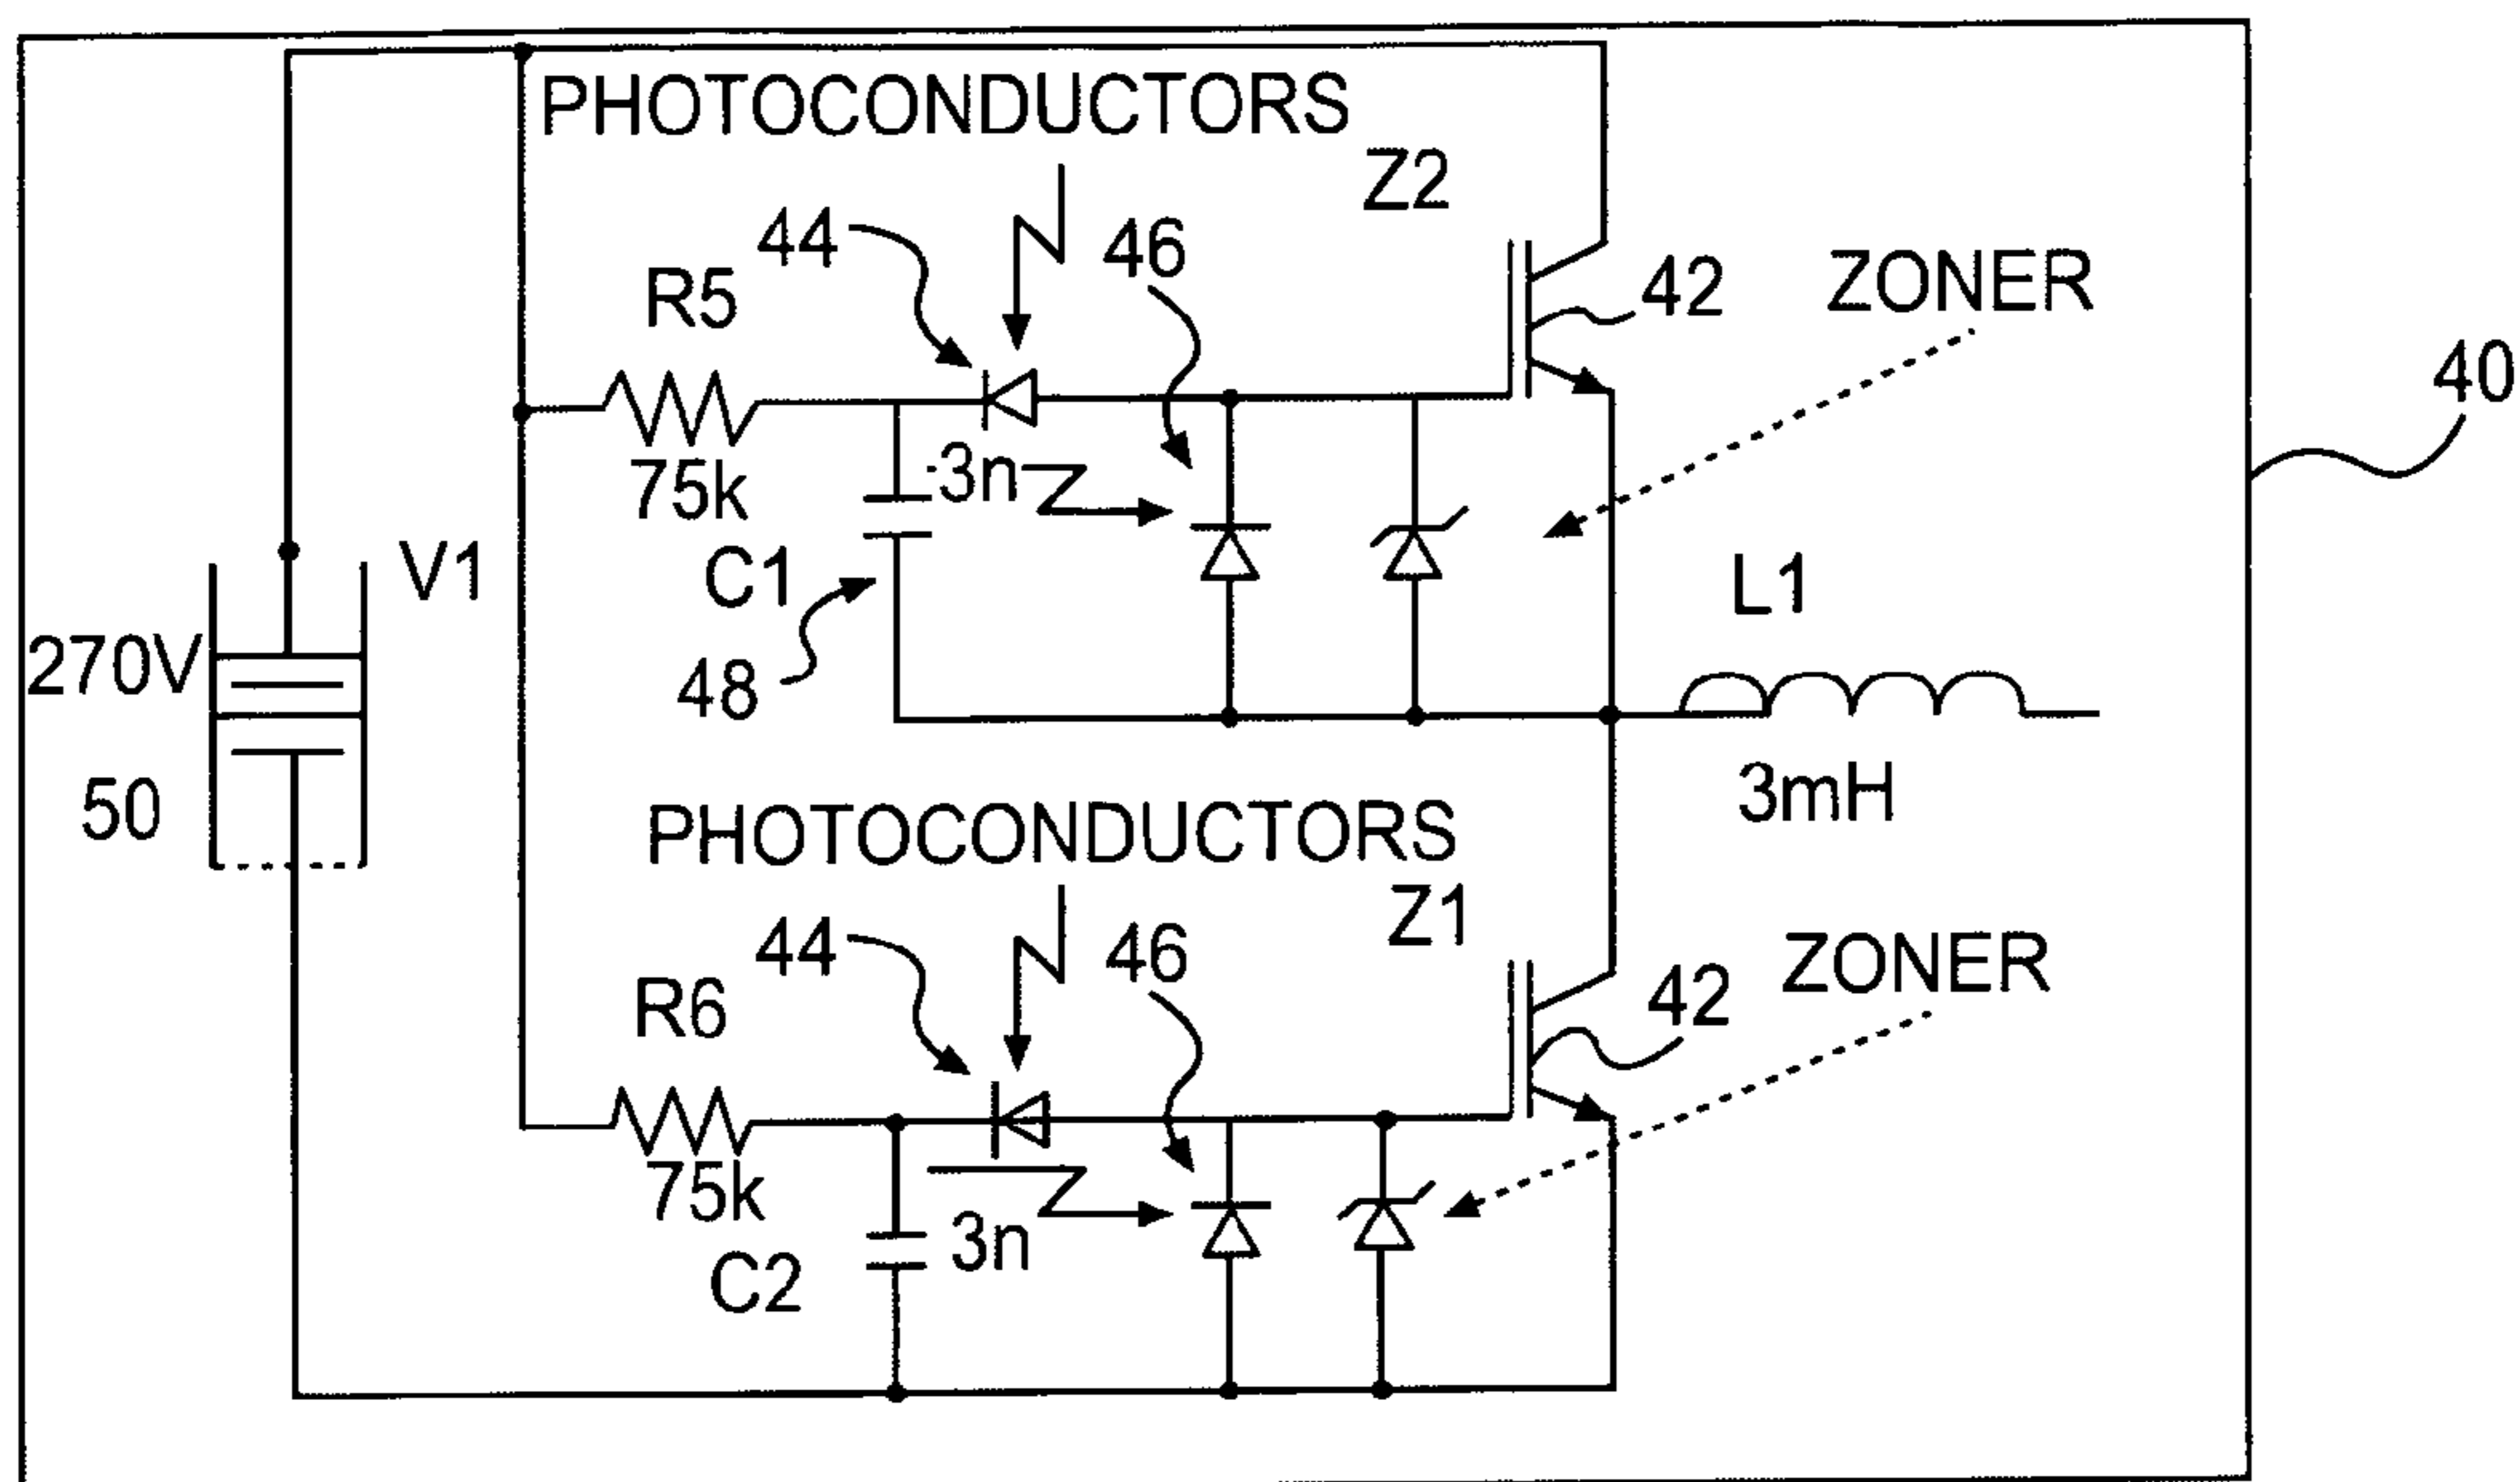 PHOTOCONDUCTORS
Z2
44
46
R5
42
ZONER
40
75k
3n
V1
C1
L1
270V
48
3mH
50
PHOTOCONDUCTORS
Z1
44
46
ZONER
R6
42
75k
3n
C2